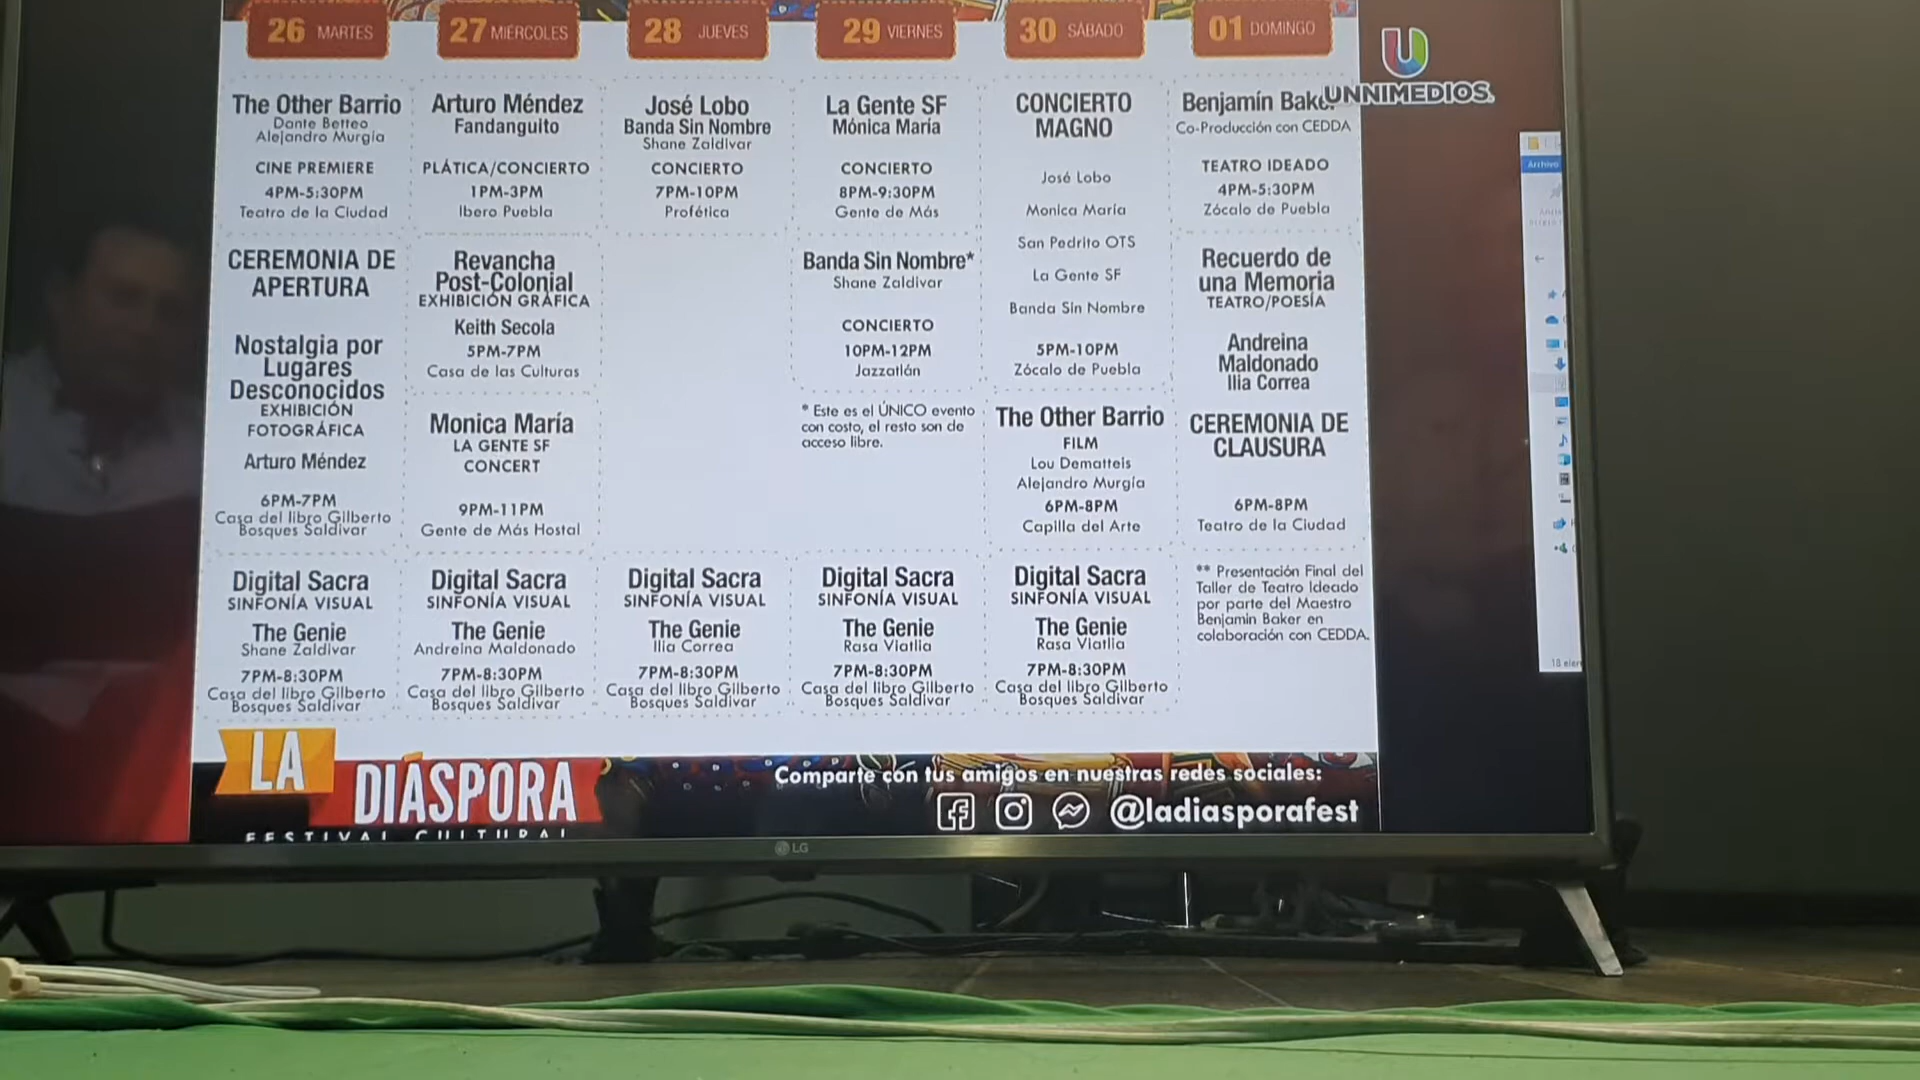 26 MARTES
The Other Barrio
Dante Betteo
Alejandro Murgía
CINE PREMIERE
4PM-5:30PM
Teatro de la Ciudad
CEREMONIA DE
APERTURA
Nostalgia por
Lugares
Desconocidos
EXHIBICIÓN
FOTOGRÁFICA
Arturo Méndez
6PM-7PM
Casa del libro Gilberto
Bosques Saldivar
Digital Sacra
SINFONÍA VISUAL
The Genie
Shane Zaldivar
7PM-8:30PM
Casa del libro Gilberto
Bosques Saldivar
27 MIÉRCOLES
Arturo Méndez
Fandanguito
PLÁTICA/CONCIERTO
1PM-3PM
Ibero Puebla
Revancha
Post-Colonial
EXHIBICIÓN GRÁFICA
Keith Secola
5PM-7PM
Casa de las Culturas
Monica María
LA GENTE SF
CONCERT
9PM-11PM
Gente de Más Hostal
Digital Sacra
SINFONÍA VISUAL
The Genie
Andreina Maldonado
7PM-8:30PM
Casa del libro Gilberto
Bosques Saldivar
28 JUEVES
José Lobo
Banda Sin Nombre
Shane Zaldivar
CONCIERTO
7PM-10PM
Profética
Digital Sacra
SINFONÍA VISUAL
The Genie
Ilia Correa
7PM-8:30PM
Casa del libro Gilberto
Bosques Saldivar
29 VIERNES
La Gente SF
Mónica María
CONCIERTO
8PM-9:30PM
Gente de Más
Banda Sin Nombre*
Shane Zaldivar
CONCIERTO
10PM-12PM
Jazzatlán
* Este es el ÚNICO evento
con costo, el resto son de
acceso libre.
Digital Sacra
SINFONÍA VISUAL
The Genie
Rasa Viatlia
7PM-8:30PM
Casa del libro Gilberto
Bosques Saldivar
30 SÁBADO
CONCIERTO
MAGNO
José Lobo
Monica María
San Pedrito OTS
La Gente SF
Banda Sin Nombre
5PM-10PM
Zócalo de Puebla
The Other Barrio
FILM
Lou Dematteis
Alejandro Murgía
6PM-8PM
Capilla del Arte
Digital Sacra
SINFONÍA VISUAL
The Genie
Rasa Viatlia
7PM-8:30PM
Casa del libro Gilberto
Bosques Saldivar
01 DOMINGO
Benjamín Baker
Co-Producción con CEDDA
TEATRO IDEADO
4PM-5:30PM
Zócalo de Puebla
Recuerdo de
una Memoria
TEATRO/POESÍA
Andreina
Maldonado
Ilia Correa
CEREMONIA DE
CLAUSURA
6PM-8PM
Teatro de la Ciudad
** Presentación Final del
Taller de Teatro Ideado
por parte del Maestro
Benjamin Baker en
colaboración con CEDDA.
UNNIMEDIOS
Archivo
LA
DIÁSPORA
FESTIVAL CULTURAL
Comparte con tus amigos en nuestras redes sociales:
@ladiasporafest
LG